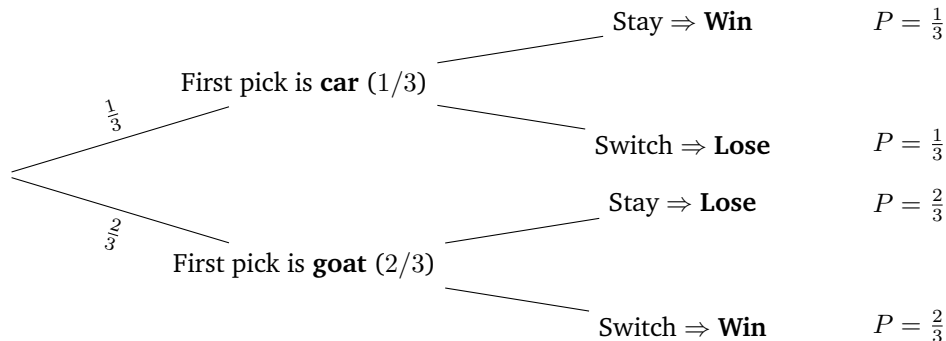 Stay ⇒ Win P = 1/3
First pick is car (1/3)
1/3
Switch ⇒ Lose P = 1/3
Stay ⇒ Lose P = 2/3
2/3
First pick is goat (2/3)
Switch ⇒ Win P = 2/3